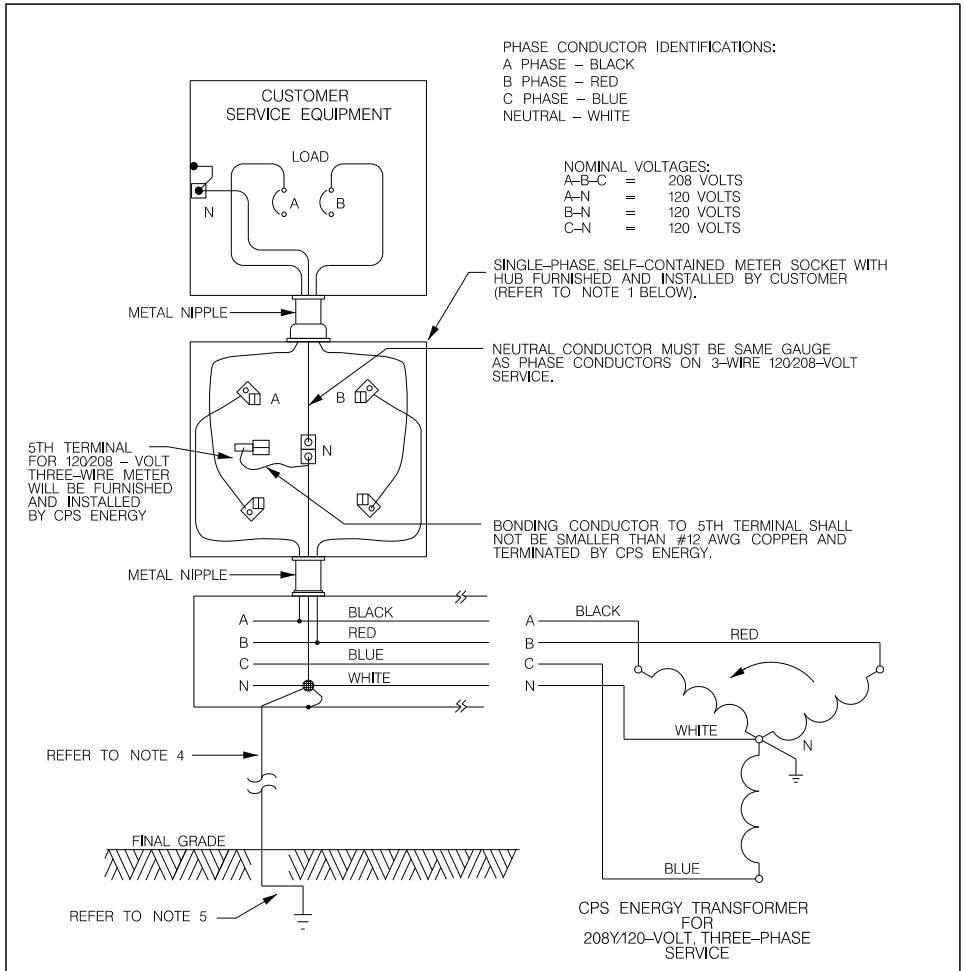 PHASE CONDUCTOR IDENTIFICATIONS:
A PHASE – BLACK
B PHASE – RED
C PHASE – BLUE
NEUTRAL – WHITE
NOMINAL VOLTAGES:
A–B–C = 208 VOLTS
A–N = 120 VOLTS
B–N = 120 VOLTS
C–N = 120 VOLTS
CUSTOMER
SERVICE EQUIPMENT
LOAD
A
B
N
METAL NIPPLE
SINGLE–PHASE, SELF–CONTAINED METER SOCKET WITH
HUB FURNISHED AND INSTALLED BY CUSTOMER
(REFER TO NOTE 1 BELOW).
NEUTRAL CONDUCTOR MUST BE SAME GAUGE
AS PHASE CONDUCTORS ON 3–WIRE 120/208–VOLT
SERVICE.
A
B
N
5TH TERMINAL
FOR 120/208 – VOLT
THREE–WIRE METER
WILL BE FURNISHED
AND INSTALLED
BY CPS ENERGY
BONDING CONDUCTOR TO 5TH TERMINAL SHALL
NOT BE SMALLER THAN #12 AWG COPPER AND
TERMINATED BY CPS ENERGY.
METAL NIPPLE
A BLACK
B RED
C BLUE
N WHITE
A BLACK
B RED
C
N
WHITE
N
BLUE
REFER TO NOTE 4
FINAL GRADE
REFER TO NOTE 5
CPS ENERGY TRANSFORMER
FOR
208Y/120–VOLT, THREE–PHASE
SERVICE